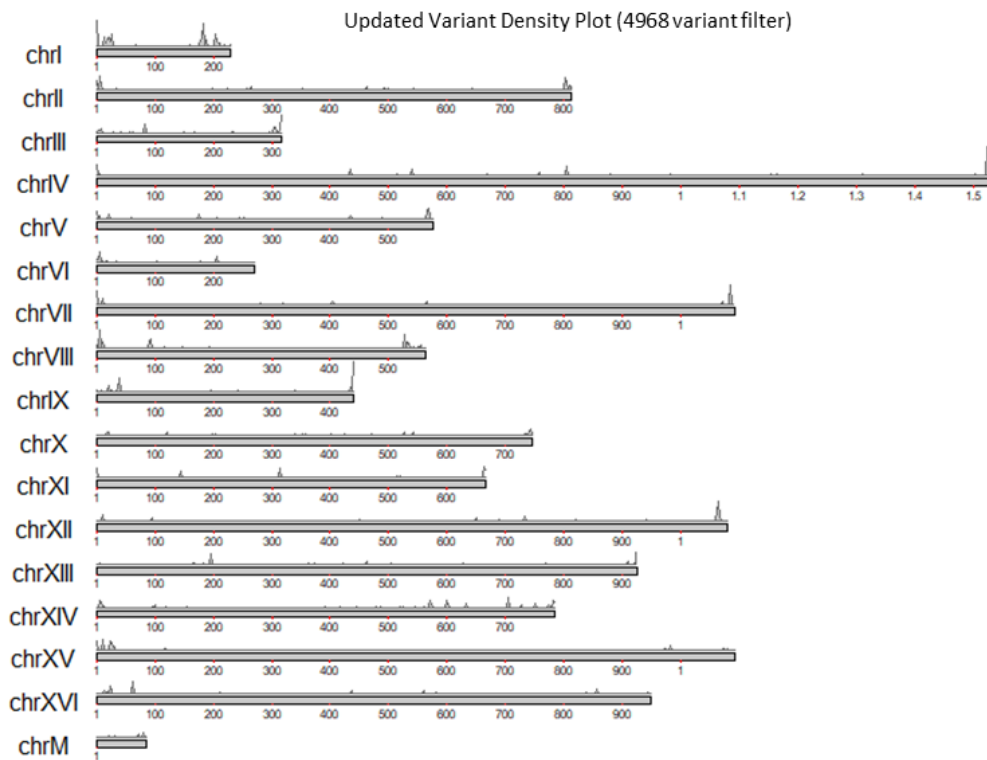 Updated Variant Density Plot (4968 variant filter)
chrI
1 100 200
chrII
1 100 200 300 400 500 600 700 800
chrIII
1 100 200 300
chrIV
1 100 200 300 400 500 600 700 800 900 1 1.1 1.2 1.3 1.4 1.5
chrV
1 100 200 300 400 500
chrVI
1 100 200
chrVII
1 100 200 300 400 500 600 700 800 900 1
chrVIII
1 100 200 300 400 500
chrIX
1 100 200 300 400
chrX
1 100 200 300 400 500 600 700
chrXI
1 100 200 300 400 500 600
chrXII
1 100 200 300 400 500 600 700 800 900 1
chrXIII
1 100 200 300 400 500 600 700 800 900
chrXIV
1 100 200 300 400 500 600 700
chrXV
1 100 200 300 400 500 600 700 800 900 1
chrXVI
1 100 200 300 400 500 600 700 800 900
chrM
1